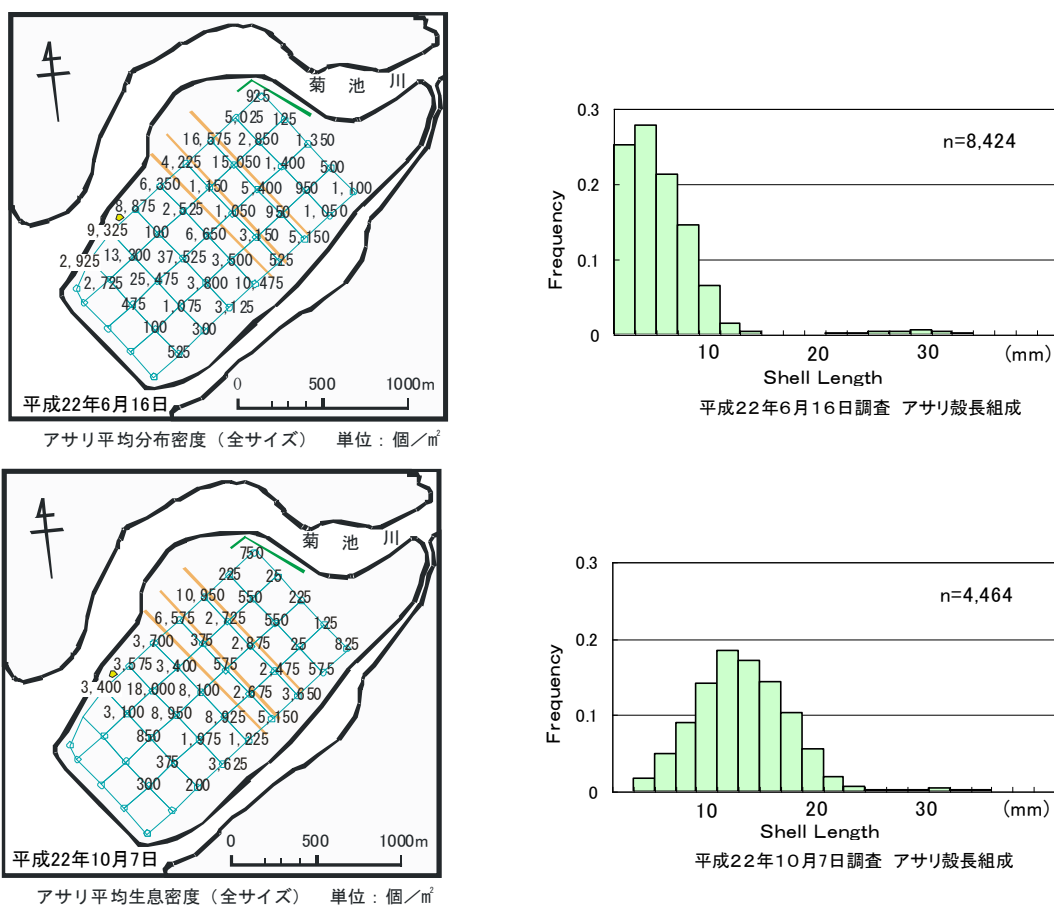 菊 池 川
925
5,025 125
16,575 2,850 1,350
4,225 15,050 1,400 500
6,350 1,150 5,400 950 1,100
8,875 2,525 1,050 950 1,050
9,325 100 6,650 3,150 5,150
2,925 13,300 37,525 3,500 525
2,725 25,475 3,800 10,475
475 1,075 3,125
100 300
525
0 500 1000m
平成22年6月16日
アサリ平均分布密度（全サイズ） 単位：個／㎡
0.3
0.2
0.1
0
Frequency
n=8,424
10 20 30 (mm)
Shell Length
平成22年6月16日調査 アサリ殻長組成
菊 池 川
750
225 25
10,950 550 225
6,575 2,725 550 125
3,700 375 2,875 25 825
3,575 3,400 575 2,475 575
3,400 18,000 8,100 2,675 3,650
3,100 8,950 8,925 5,150
850 1,975 1,225
375 3,625
300 200
0 500 1000m
平成22年10月7日
アサリ平均生息密度（全サイズ） 単位：個／㎡
0.3
0.2
0.1
0
Frequency
n=4,464
10 20 30 (mm)
Shell Length
平成22年10月7日調査 アサリ殻長組成